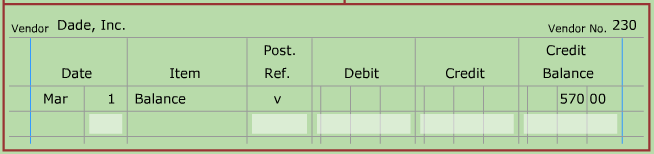 Vendor Dade, Inc. Vendor No. 230
Post. Credit
Date Item Ref. Debit Credit Balance
Mar 1 Balance v 570 00